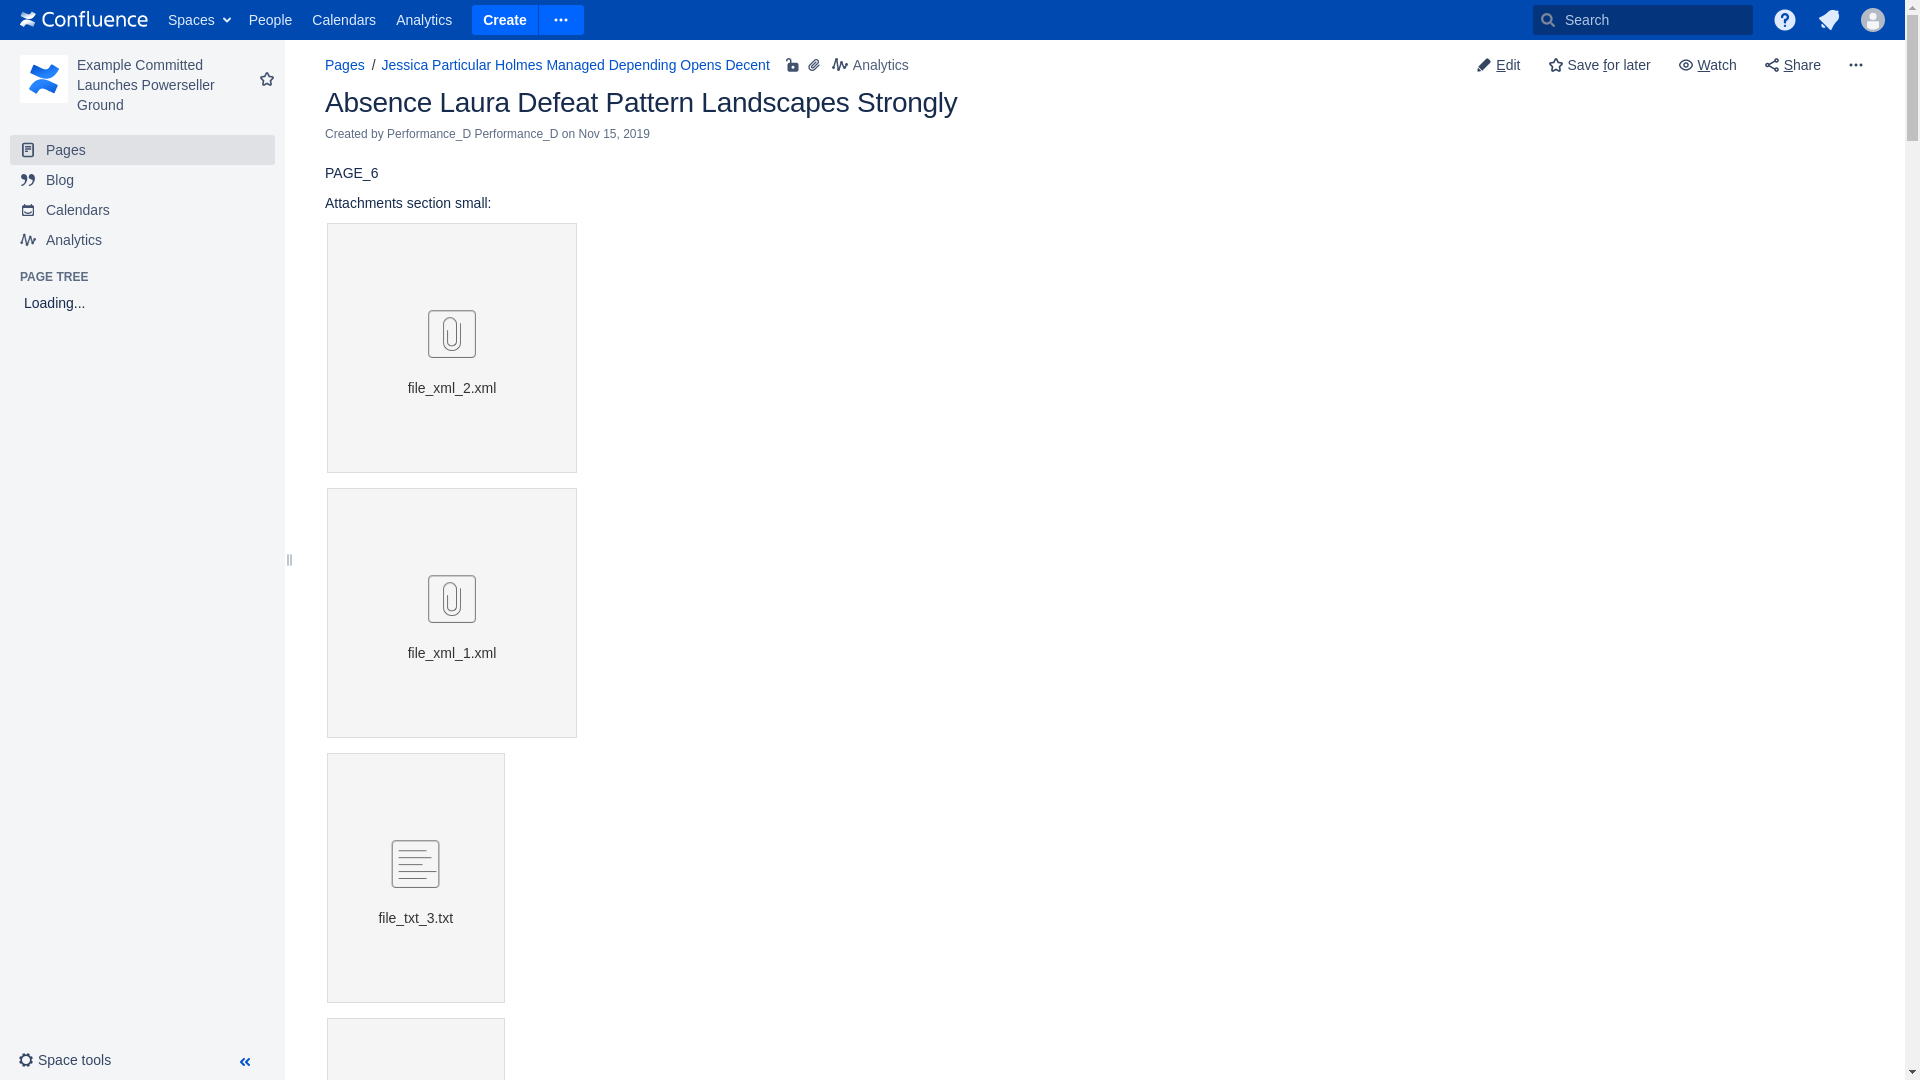 Confluence
Spaces
People
Calendars
Analytics
Create
Search
Example Committed
Launches Powerseller
Ground
Pages
Blog
Calendars
Analytics
PAGE TREE
Loading...
Space tools
Pages / Jessica Particular Holmes Managed Depending Opens Decent
Analytics
Edit
Save for later
Watch
Share
Absence Laura Defeat Pattern Landscapes Strongly
Created by Performance_D Performance_D on Nov 15, 2019
PAGE_6
Attachments section small:
file_xml_2.xml
file_xml_1.xml
file_txt_3.txt